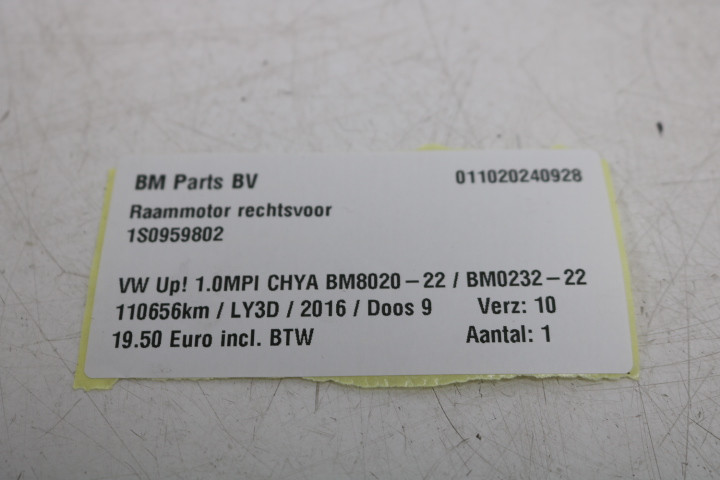 BM Parts BV 011020240928
Raammotor rechtsvoor
1S0959802
VW Up! 1.0MPI CHYA BM8020-22 / BM0232-22
110656km / LY3D / 2016 / Doos 9 Verz: 10
19.50 Euro incl. BTW Aantal: 1